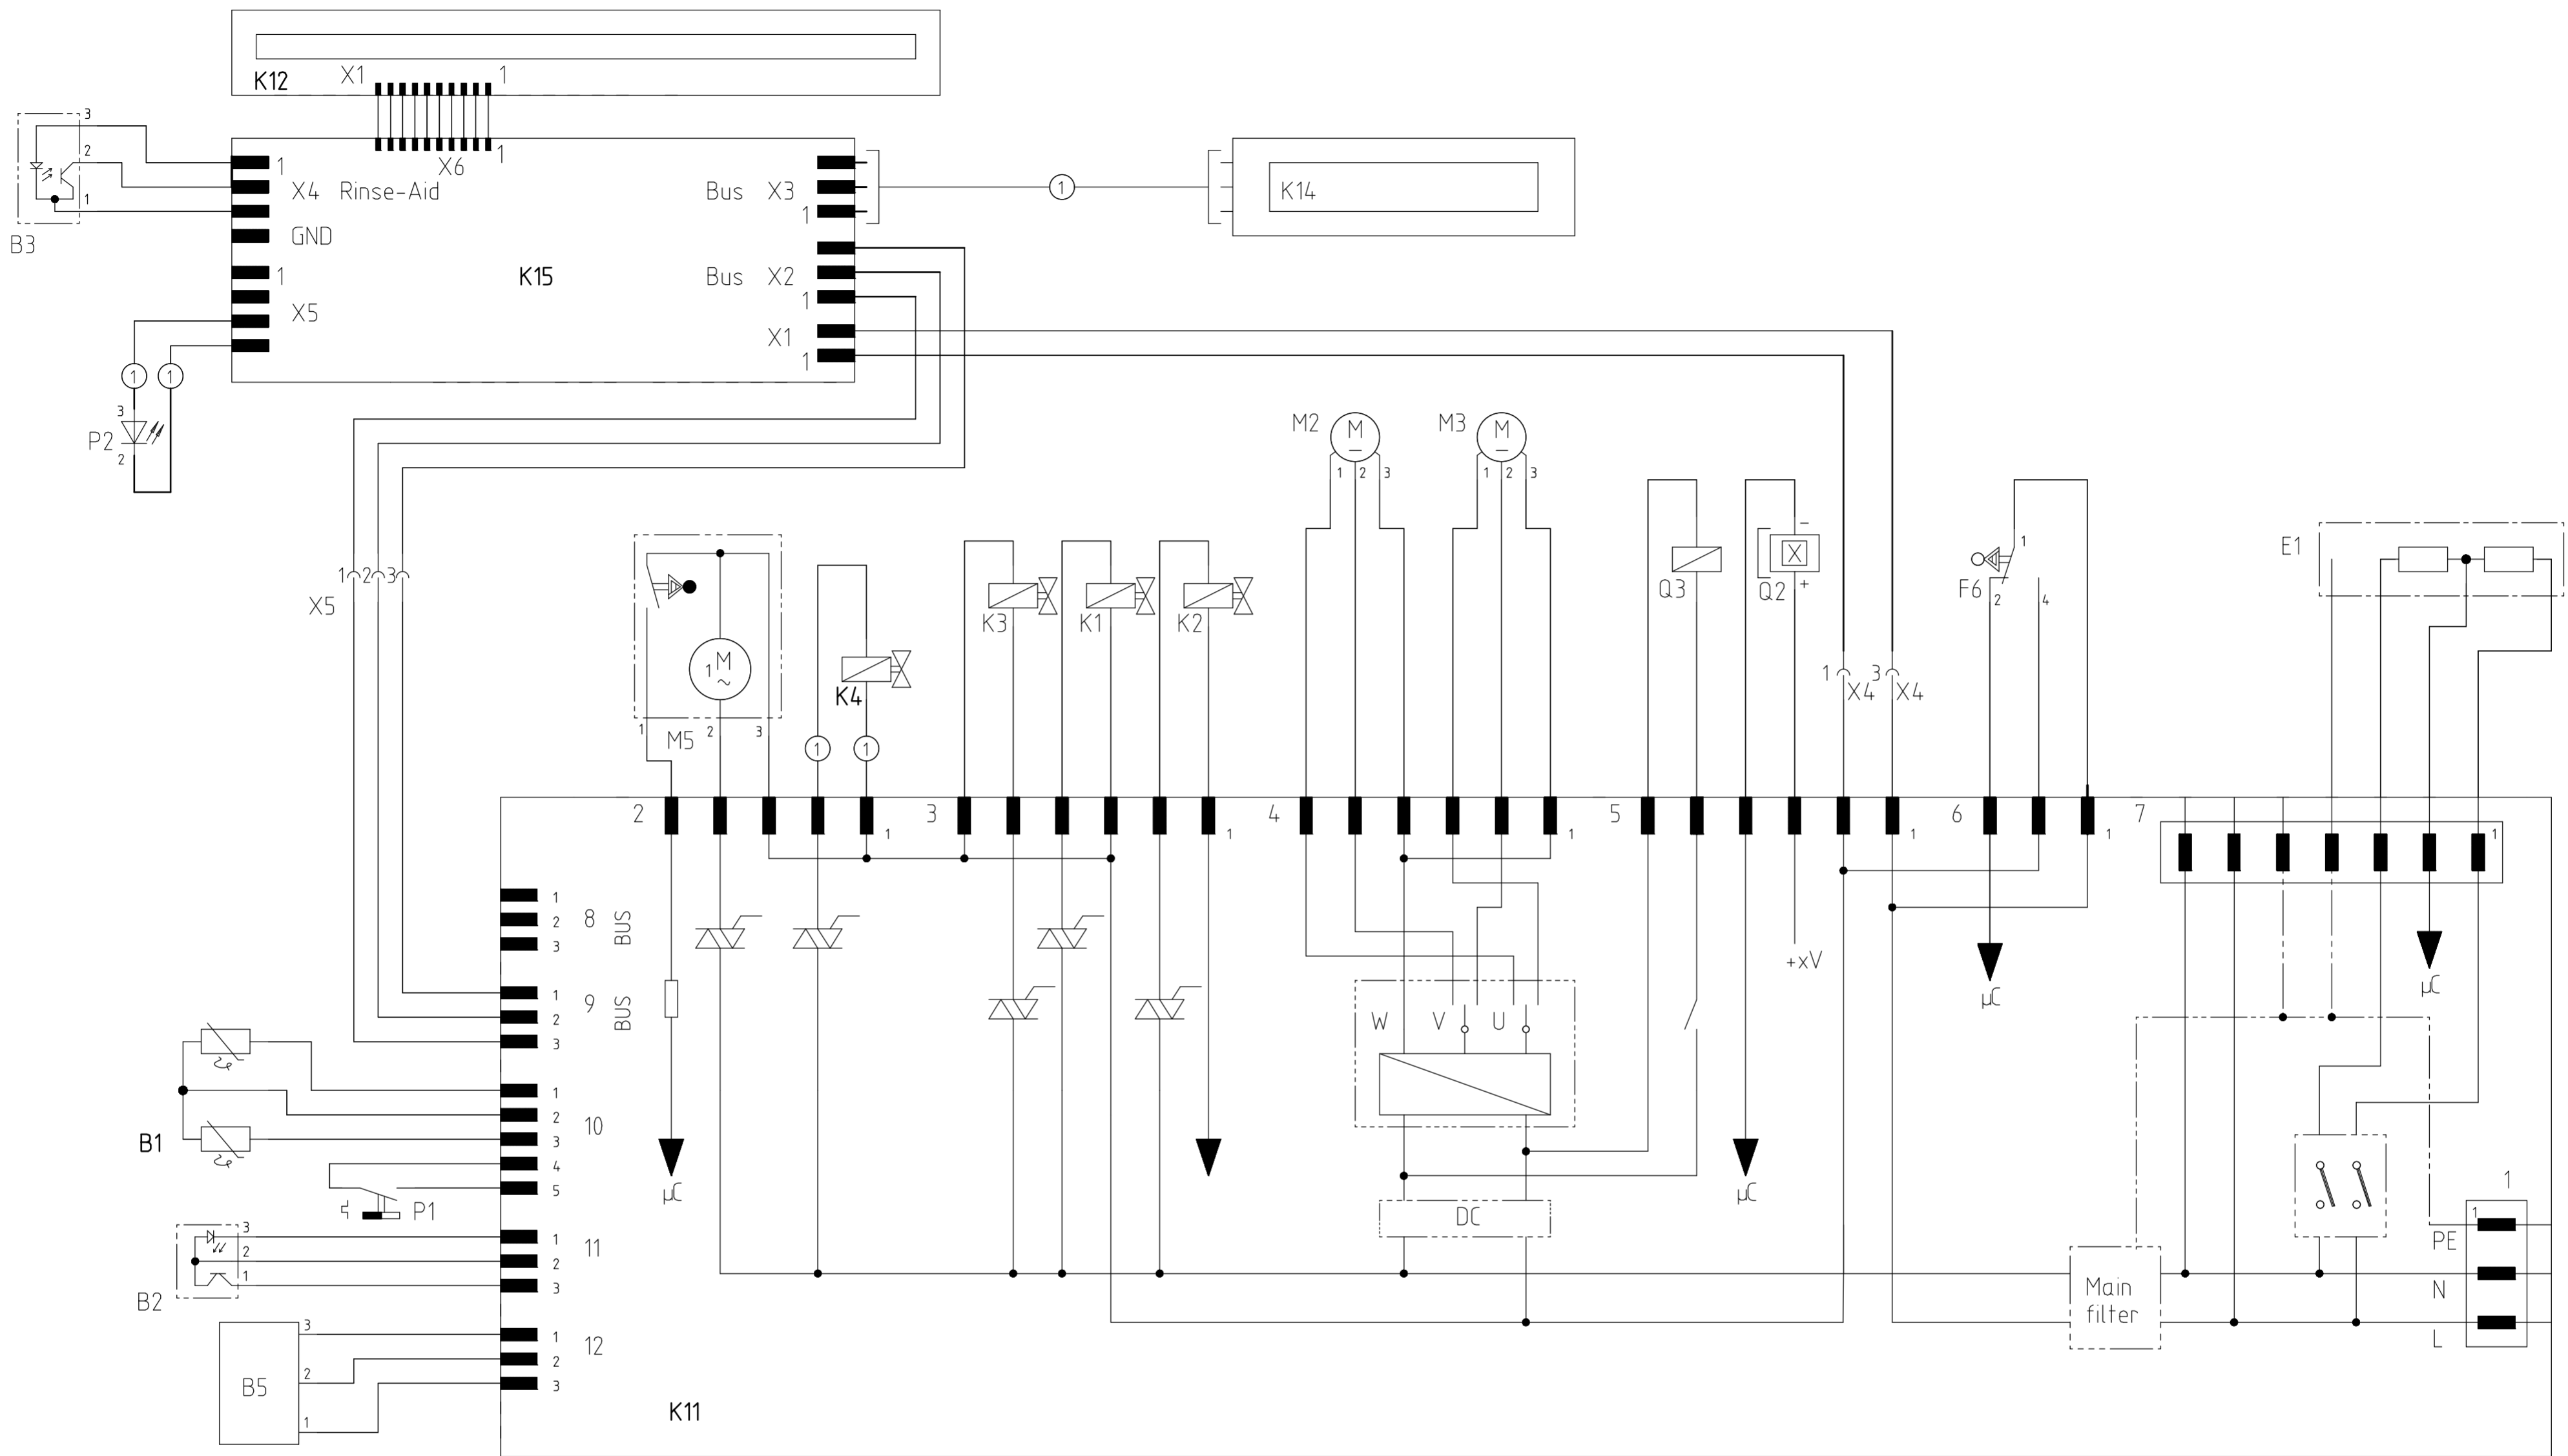 K12 X1 1
3
2
1
B3
1 X6 1
X4 Rinse-Aid
GND
1
X5
K15
Bus X3
1
Bus X2
1
X1
1
1
K14
1 1
3
P2
2
M2 M
1 2 3
M3 M
1 2 3
1 2 3
X5
1 M
~
1 M5 2 3
K4
1 1
K3
K1
K2
Q3
X
-
Q2 +
1 X4 3 X4
1
F6
2 4
E1
2 1
3 1
4 1
5 1
6 1
7 1
1
2 8 BUS
3
1
2 9 BUS
3
1
2
3 10
4
5
B1
P1
3
2
1
B2
1
2 11
3
3
2
1
B5
1
2 12
3
K11
µC
W V U
DC
µC
+xV
µC
µC
Main
filter
1
1
PE
N
L